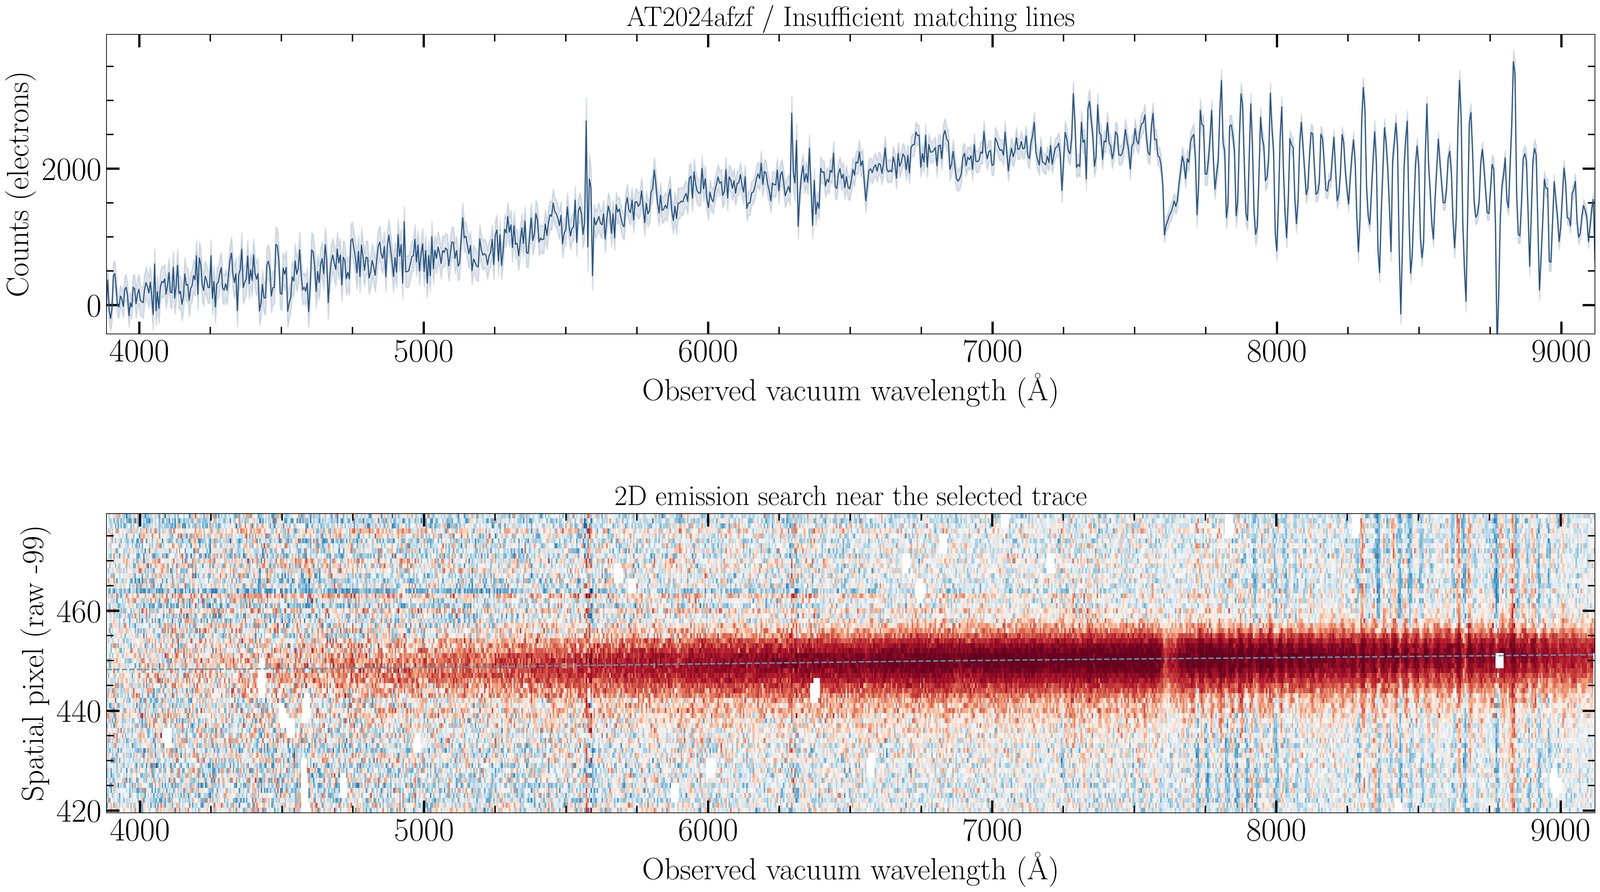 AT2024afzf / Insufficient matching lines
Counts (electrons)
2000
0
4000 5000 6000 7000 8000 9000
Observed vacuum wavelength (Å)
2D emission search near the selected trace
Spatial pixel (raw -99)
460
440
420
4000 5000 6000 7000 8000 9000
Observed vacuum wavelength (Å)